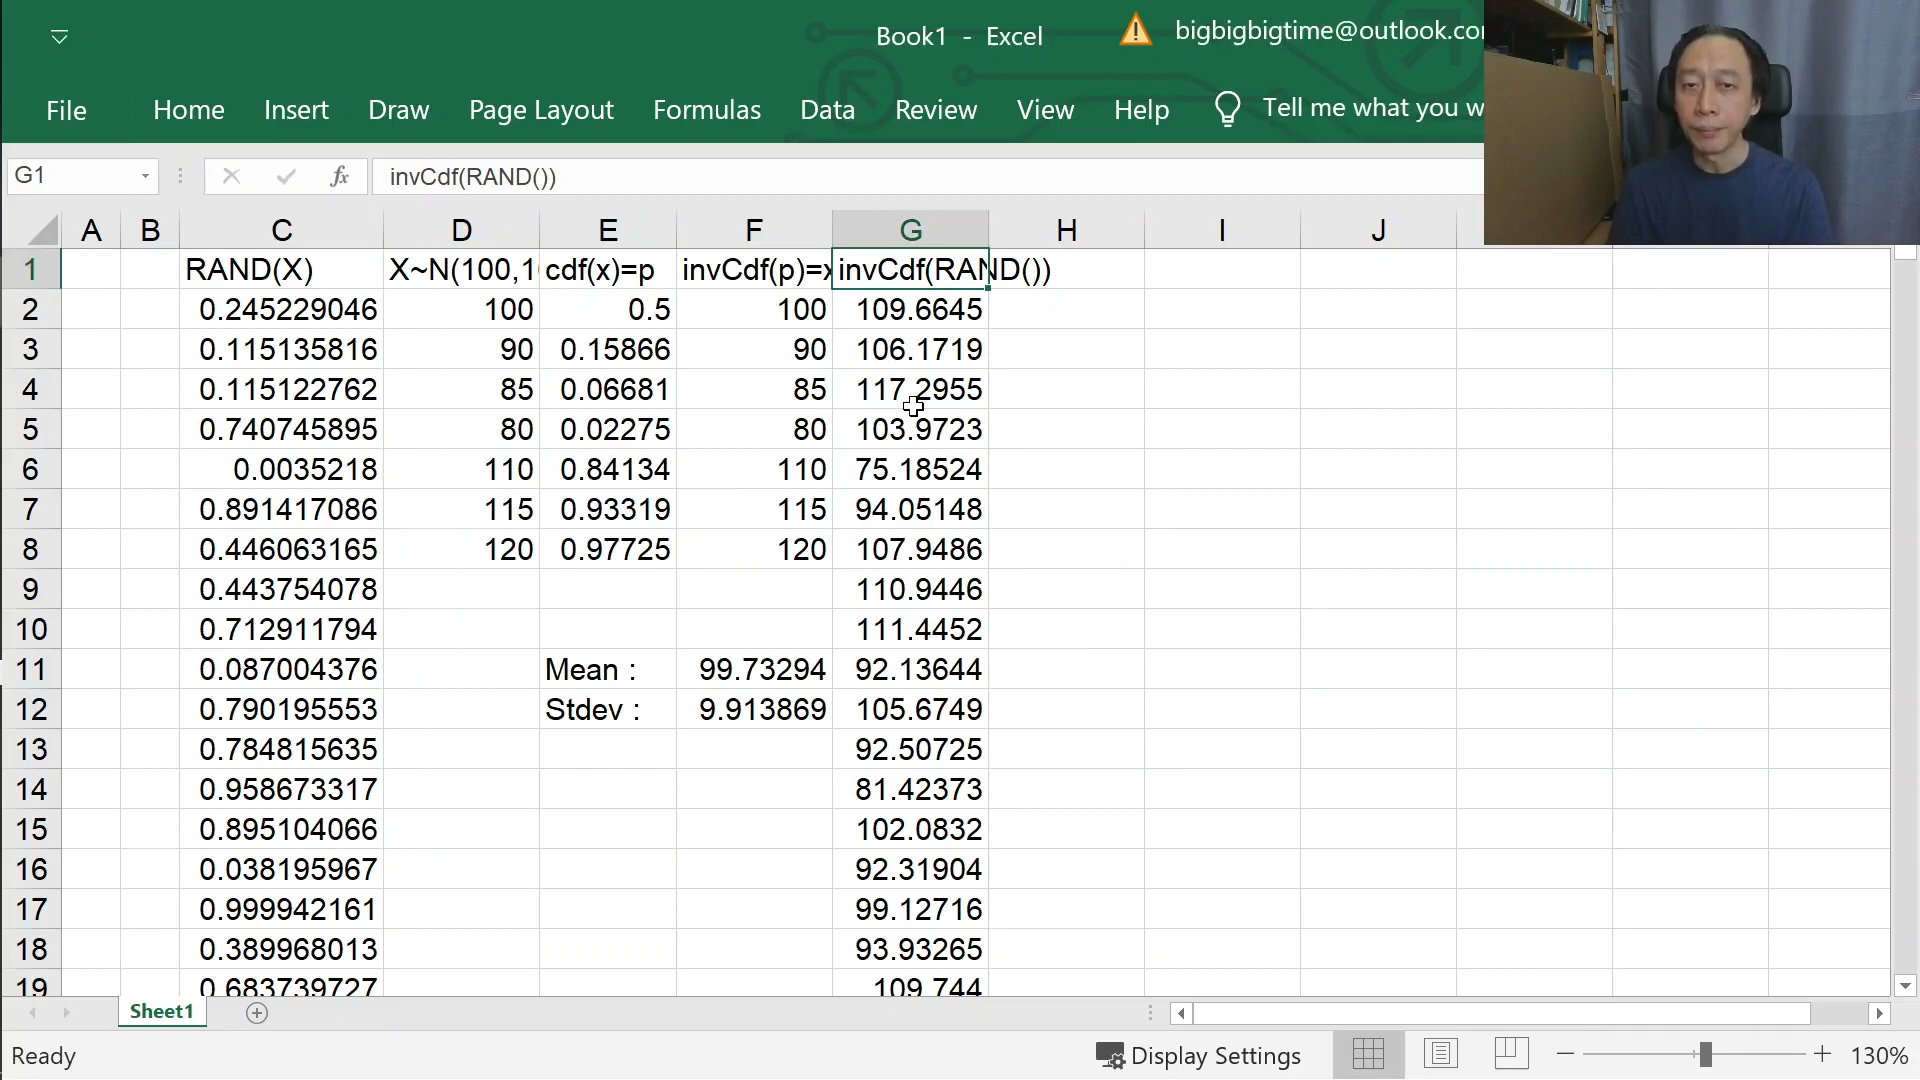 Book1 - Excel
bigbigbigtime@outlook.co
File Home Insert Draw Page Layout Formulas Data Review View Help Tell me what you w
G1 fx invCdf(RAND())
A B C D E F G H I J
1 RAND(X) X~N(100,1 cdf(x)=p invCdf(p)=x invCdf(RAND())
2 0.245229046 100 0.5 100 109.6645
3 0.115135816 90 0.15866 90 106.1719
4 0.115122762 85 0.06681 85 117.2955
5 0.740745895 80 0.02275 80 103.9723
6 0.0035218 110 0.84134 110 75.18524
7 0.891417086 115 0.93319 115 94.05148
8 0.446063165 120 0.97725 120 107.9486
9 0.443754078 110.9446
10 0.712911794 111.4452
11 0.087004376 Mean : 99.73294 92.13644
12 0.790195553 Stdev : 9.913869 105.6749
13 0.784815635 92.50725
14 0.958673317 81.42373
15 0.895104066 102.0832
16 0.038195967 92.31904
17 0.999942161 99.12716
18 0.389968013 93.93265
19 0.683739727 109.744
Sheet1
Ready Display Settings 130%